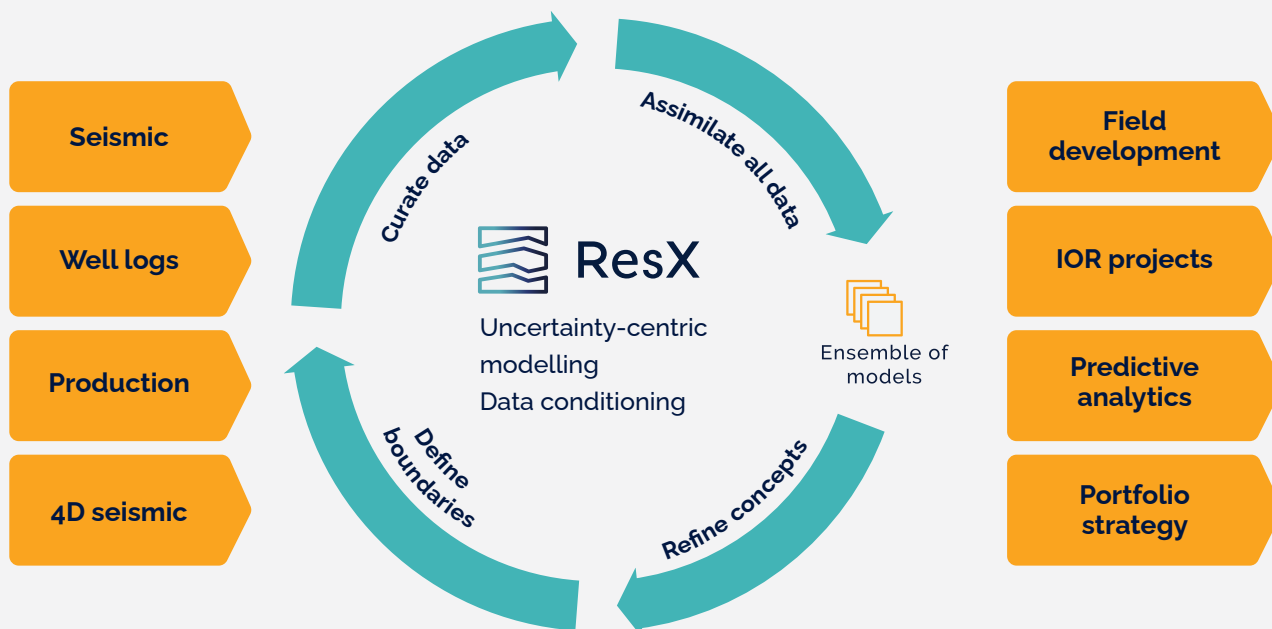 Seismic
Well logs
Production
4D seismic
Curate data
Assimilate all data
ResX
Uncertainty-centric
modelling
Data conditioning
Ensemble of
models
Define
boundaries
Refine concepts
Field
development
IOR projects
Predictive
analytics
Portfolio
strategy